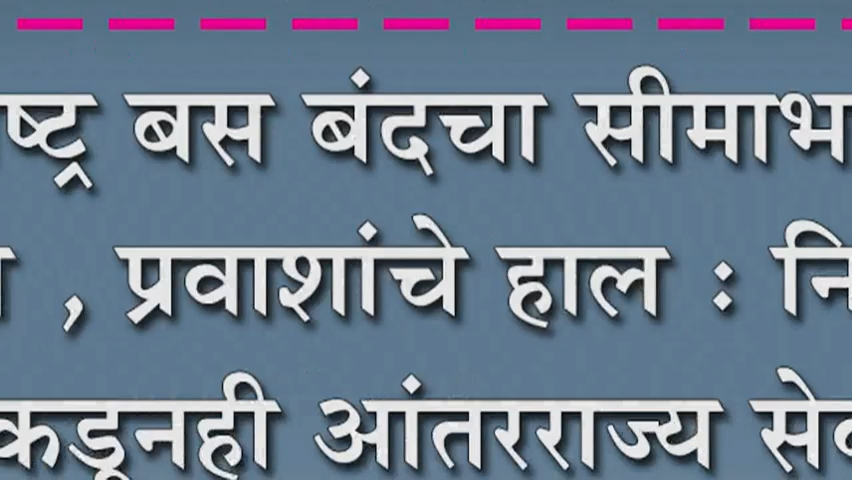 ष्ट्र बस बंदचा सीमाभ
, प्रवाशांचे हाल : नि
कडूनही आंतरराज्य सेव